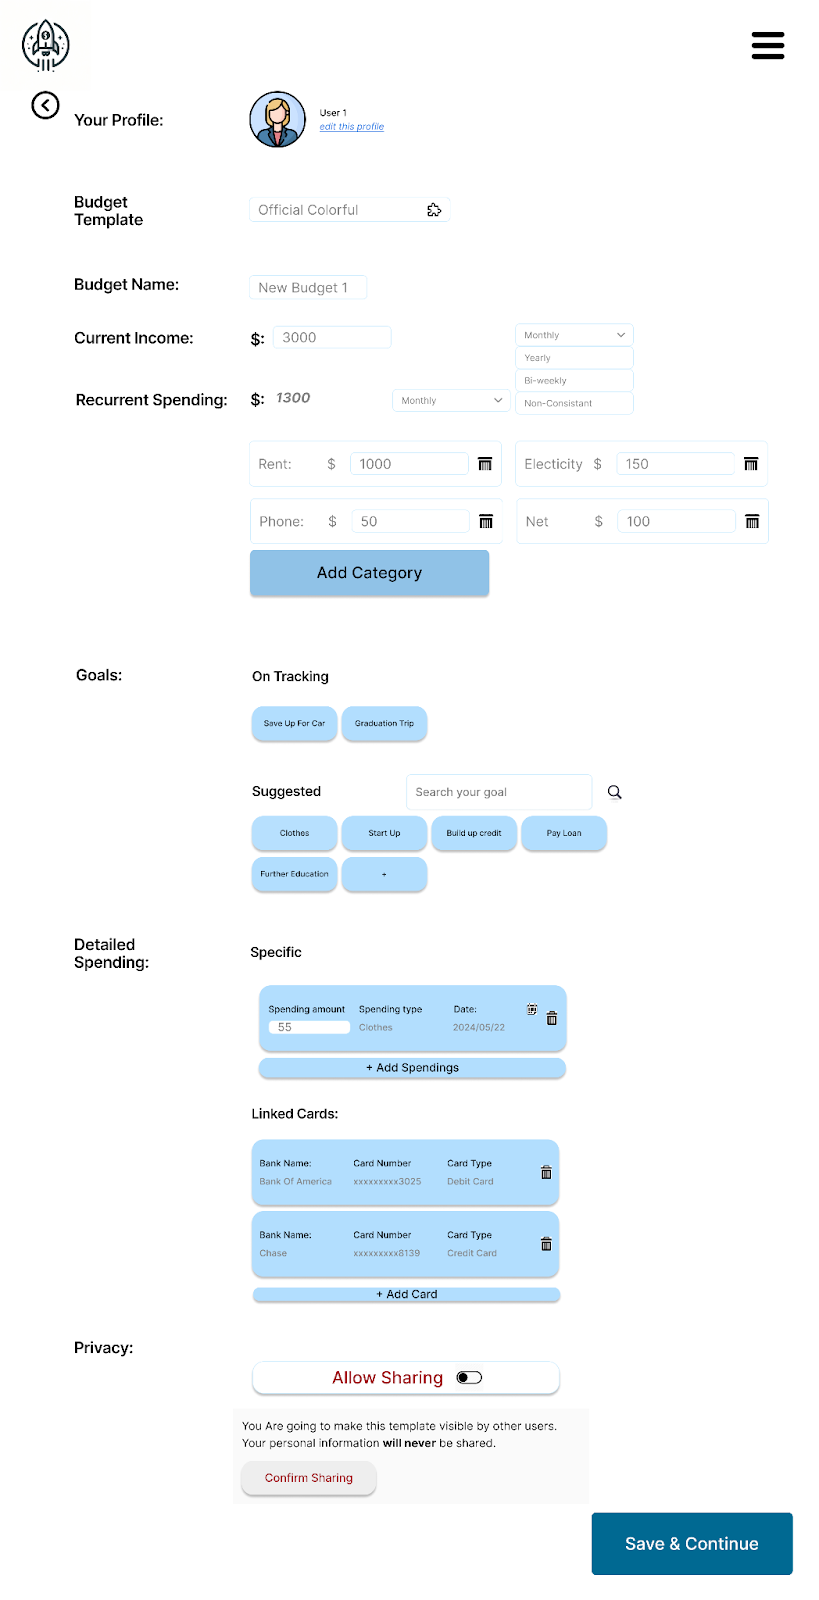 Your Profile:
User 1
edit this profile
Budget
Template
Official Colorful
Budget Name:
New Budget 1
Current Income:
$:
3000
Monthly
Yearly
Bi-weekly
Non-Consistant
Recurrent Spending:
$:
1300
Monthly
Rent: $ 1000
Electicity $ 150
Phone: $ 50
Net $ 100
Add Category
Goals:
On Tracking
Save Up For Car
Graduation Trip
Suggested
Search your goal
Clothes
Start Up
Build up credit
Pay Loan
Further Education
+
Detailed
Spending:
Specific
Spending amount Spending type Date:
55 Clothes 2024/05/22
+ Add Spendings
Linked Cards:
Bank Name: Card Number Card Type
Bank Of America xxxxxxxxx3025 Debit Card
Bank Name: Card Number Card Type
Chase xxxxxxxxx8139 Credit Card
+ Add Card
Privacy:
Allow Sharing
You Are going to make this template visible by other users.
Your personal information will never be shared.
Confirm Sharing
Save & Continue